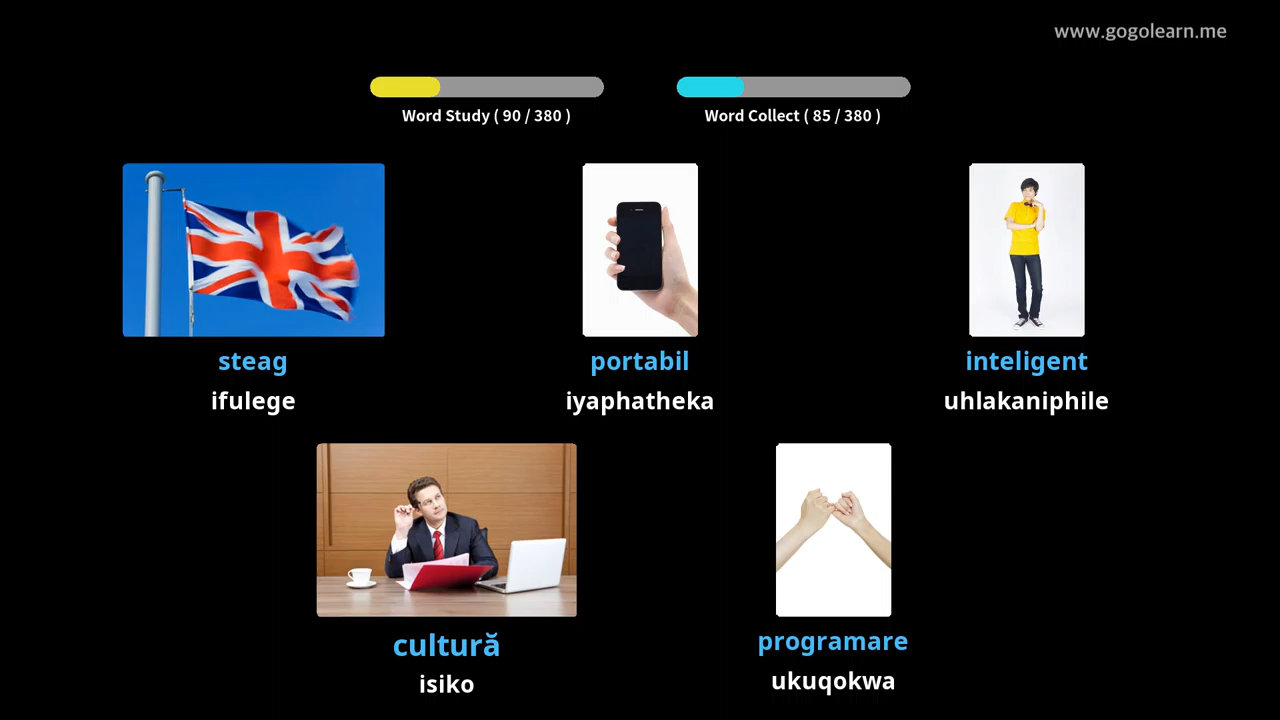 www.gogolearn.me
Word Study ( 90 / 380 )
Word Collect ( 85 / 380 )
steag
portabil
inteligent
ifulege
iyaphatheka
uhlakaniphile
cultură
programare
isiko
ukuqokwa